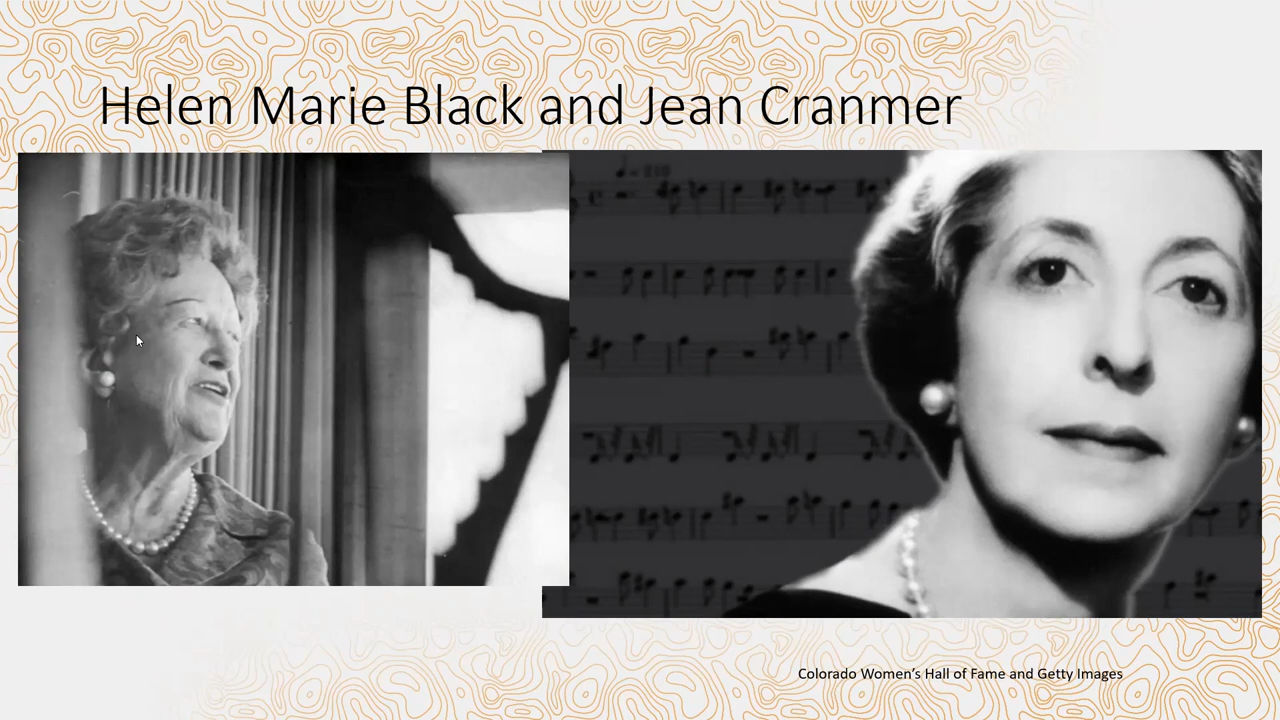 Helen Marie Black and Jean Cranmer
Colorado Women’s Hall of Fame and Getty Images